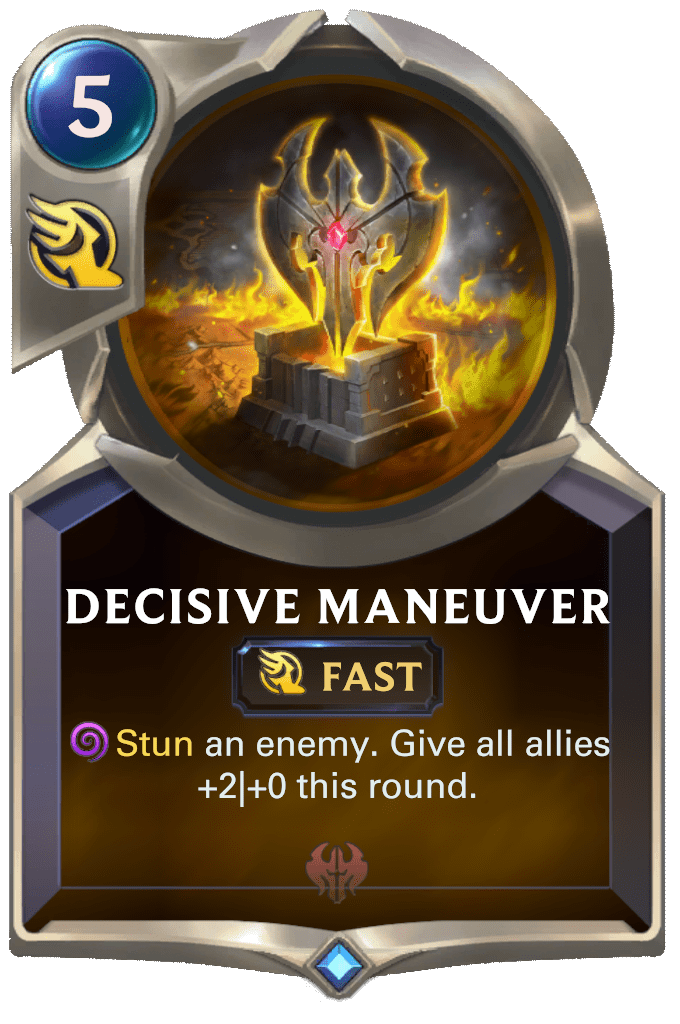 5
DECISIVE MANEUVER
FAST
Stun an enemy. Give all allies
+2|+0 this round.